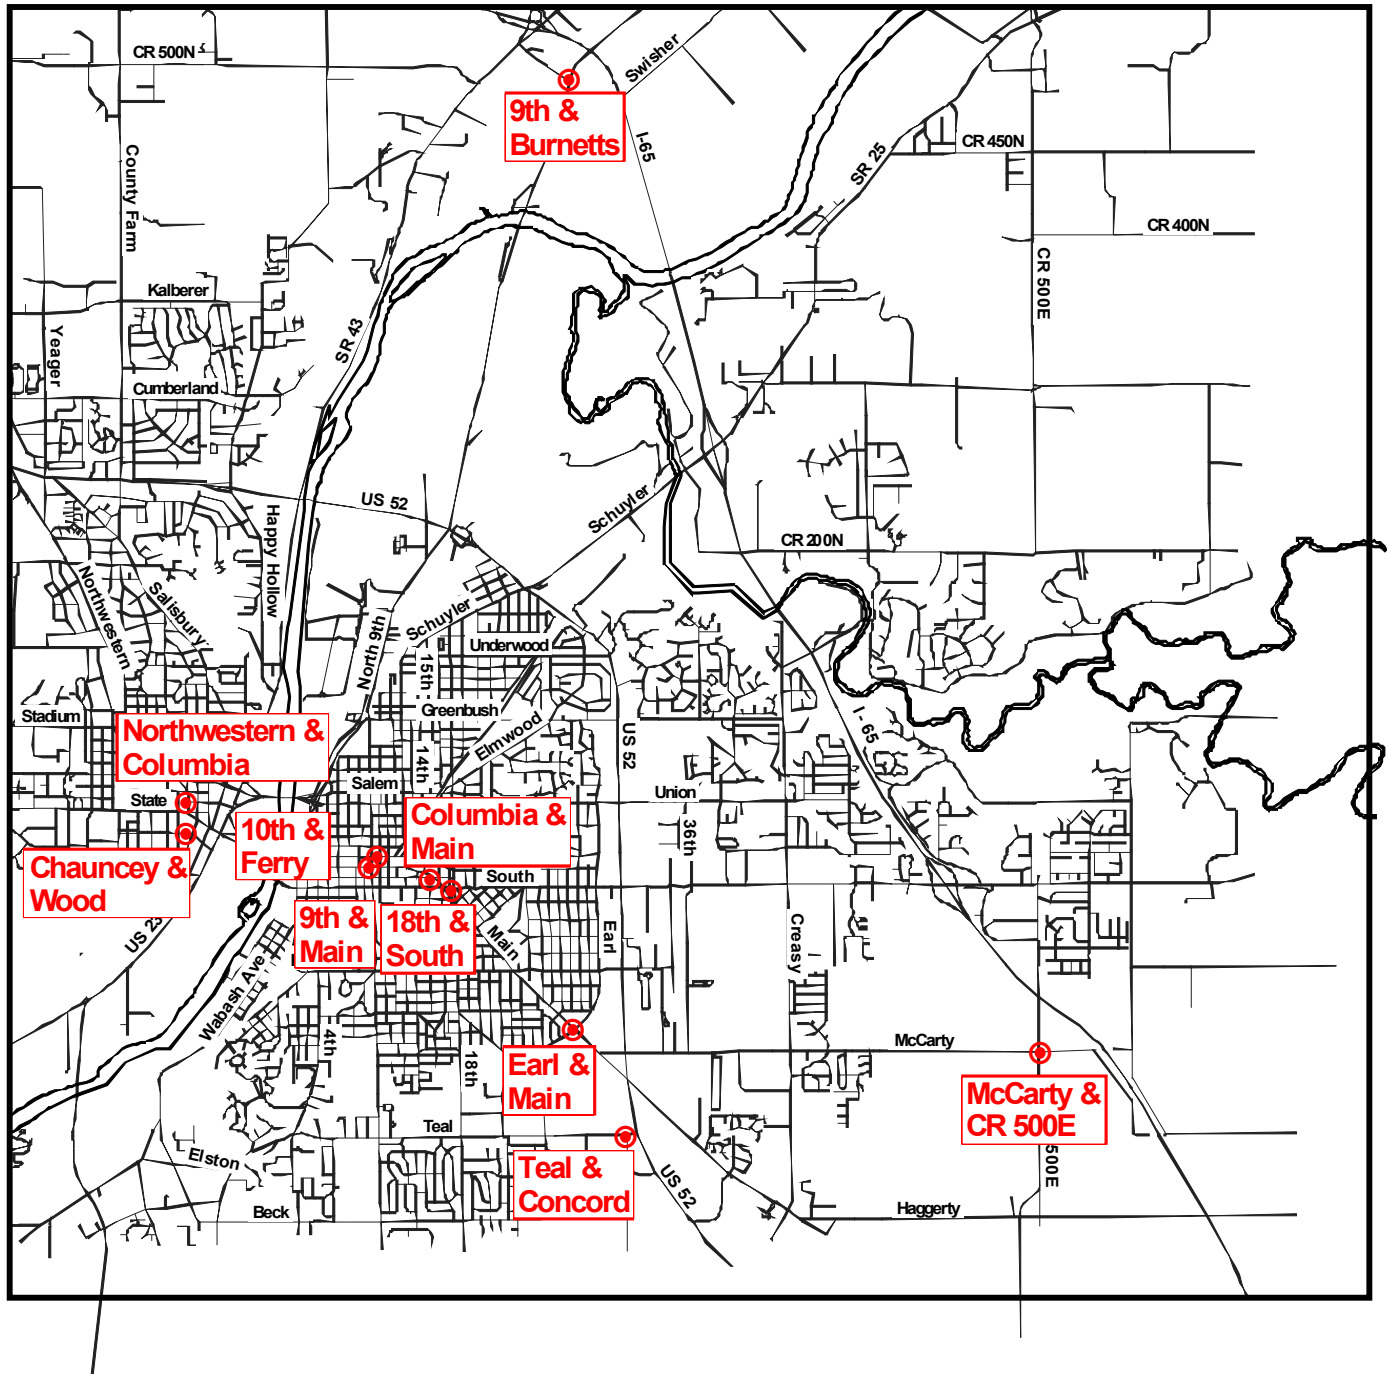 CR 500N
Swisher
9th &
Burnetts
I-65
CR 450N
SR 25
County Farm
CR 400N
CR 500E
Kalberer
SR 43
Yeager
Cumberland
US 52
Schuyler
Happy Hollow
CR 200N
Northwestern
Salisbury
North 9th
Schuyler
Underwood
15th
Greenbush
Stadium
Elmwood
US 52
I-65
Northwestern &
Columbia
14th
Salem
State
Union
Columbia &
Main
10th &
Ferry
36th
Chauncey &
Wood
South
9th &
Main
18th &
South
Main
Earl
Creasy
US 23
Wabash Ave
4th
18th
McCarty
Earl &
Main
McCarty &
CR 500E
Teal
Elston
Teal &
Concord
US 52
500E
Beck
Haggerty